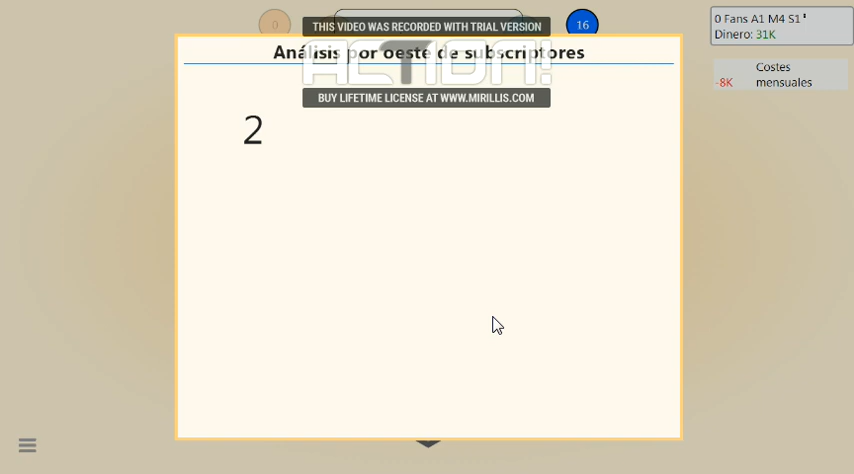 0
THIS VIDEO WAS RECORDED WITH TRIAL VERSION
16
0 Fans A1 M4 S1
Dinero: 31K
Análisis por oeste de subscriptores
ACTION!
BUY LIFETIME LICENSE AT WWW.MIRILLIS.COM
Costes
-8K mensuales
2